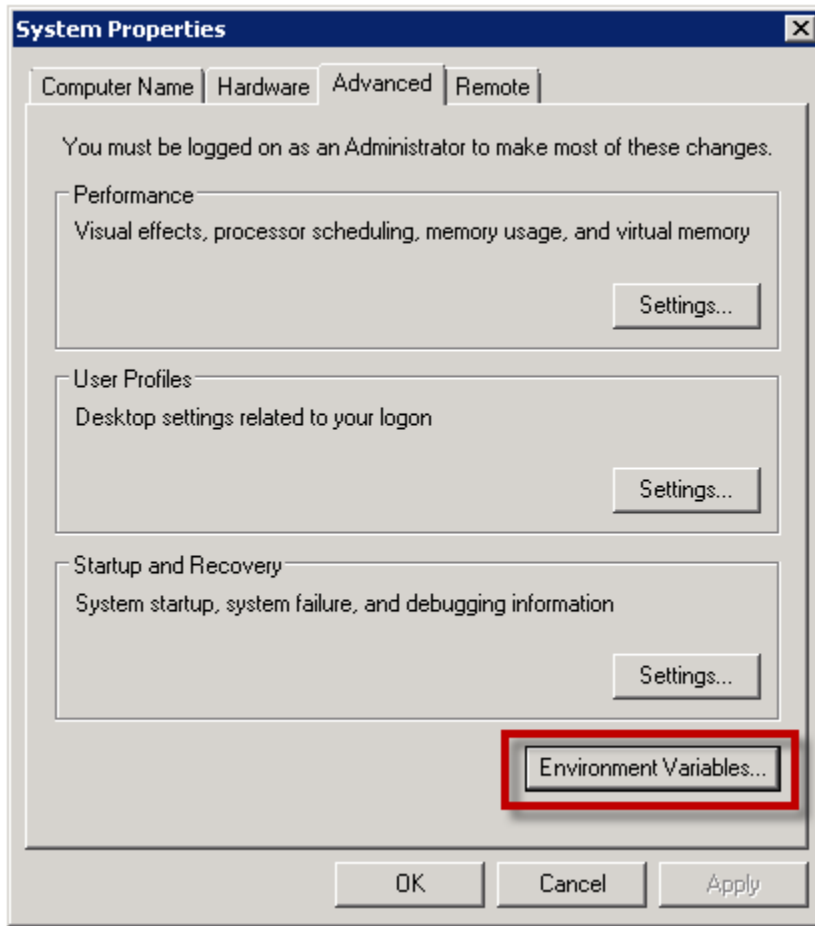 System Properties
Computer Name Hardware Advanced Remote
You must be logged on as an Administrator to make most of these changes.
Performance
Visual effects, processor scheduling, memory usage, and virtual memory
Settings...
User Profiles
Desktop settings related to your logon
Settings...
Startup and Recovery
System startup, system failure, and debugging information
Settings...
Environment Variables...
OK Cancel Apply